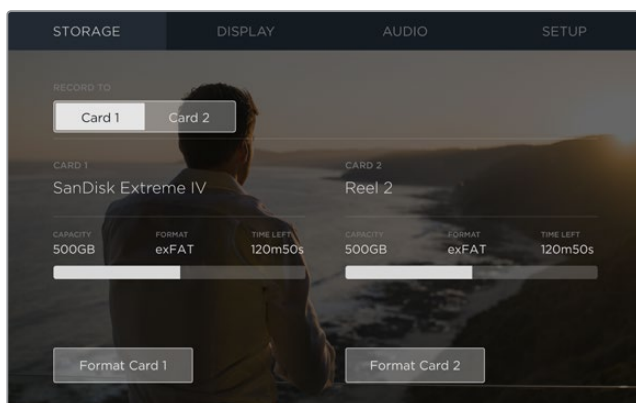 STORAGE DISPLAY AUDIO SETUP
RECORD TO
Card 1 Card 2
CARD 1 CARD 2
SanDisk Extreme IV Reel 2
CAPACITY FORMAT TIME LEFT CAPACITY FORMAT TIME LEFT
500GB exFAT 120m50s 500GB exFAT 120m50s
Format Card 1 Format Card 2